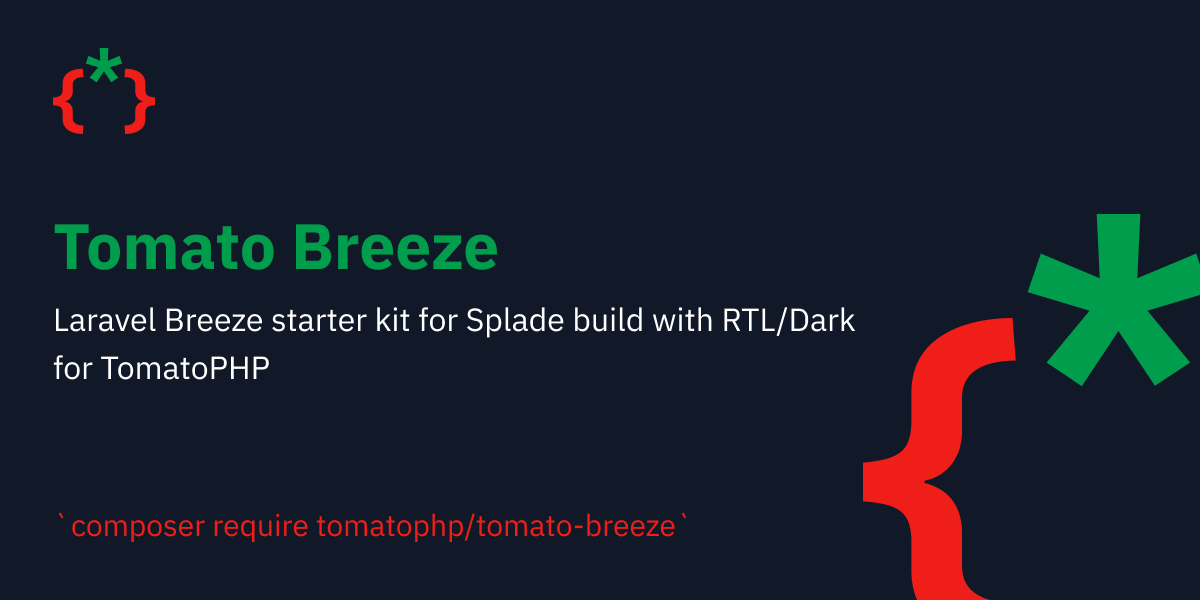 {*}
Tomato Breeze
Laravel Breeze starter kit for Splade build with RTL/Dark
for TomatoPHP
`composer require tomatophp/tomato-breeze`